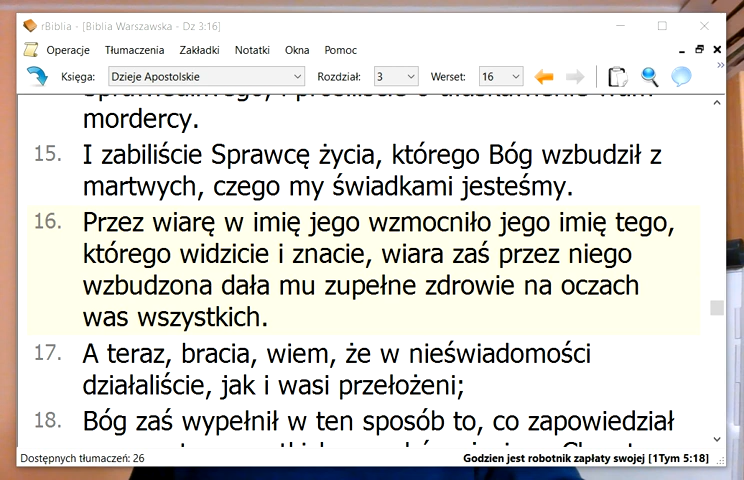 rBiblia - [Biblia Warszawska - Dz 3:16]
Operacje Tłumaczenia Zakładki Notatki Okna Pomoc
Księga: Dzieje Apostolskie Rozdział: 3 Werset: 16
mordercy.
15. I zabiliście Sprawcę życia, którego Bóg wzbudził z
martwych, czego my świadkami jesteśmy.
16. Przez wiarę w imię jego wzmocniło jego imię tego,
którego widzicie i znacie, wiara zaś przez niego
wzbudzona dała mu zupełne zdrowie na oczach
was wszystkich.
17. A teraz, bracia, wiem, że w nieświadomości
działaliście, jak i wasi przełożeni;
18. Bóg zaś wypełnił w ten sposób to, co zapowiedział
Dostępnych tłumaczeń: 26 Godzien jest robotnik zapłaty swojej [1Tym 5:18]